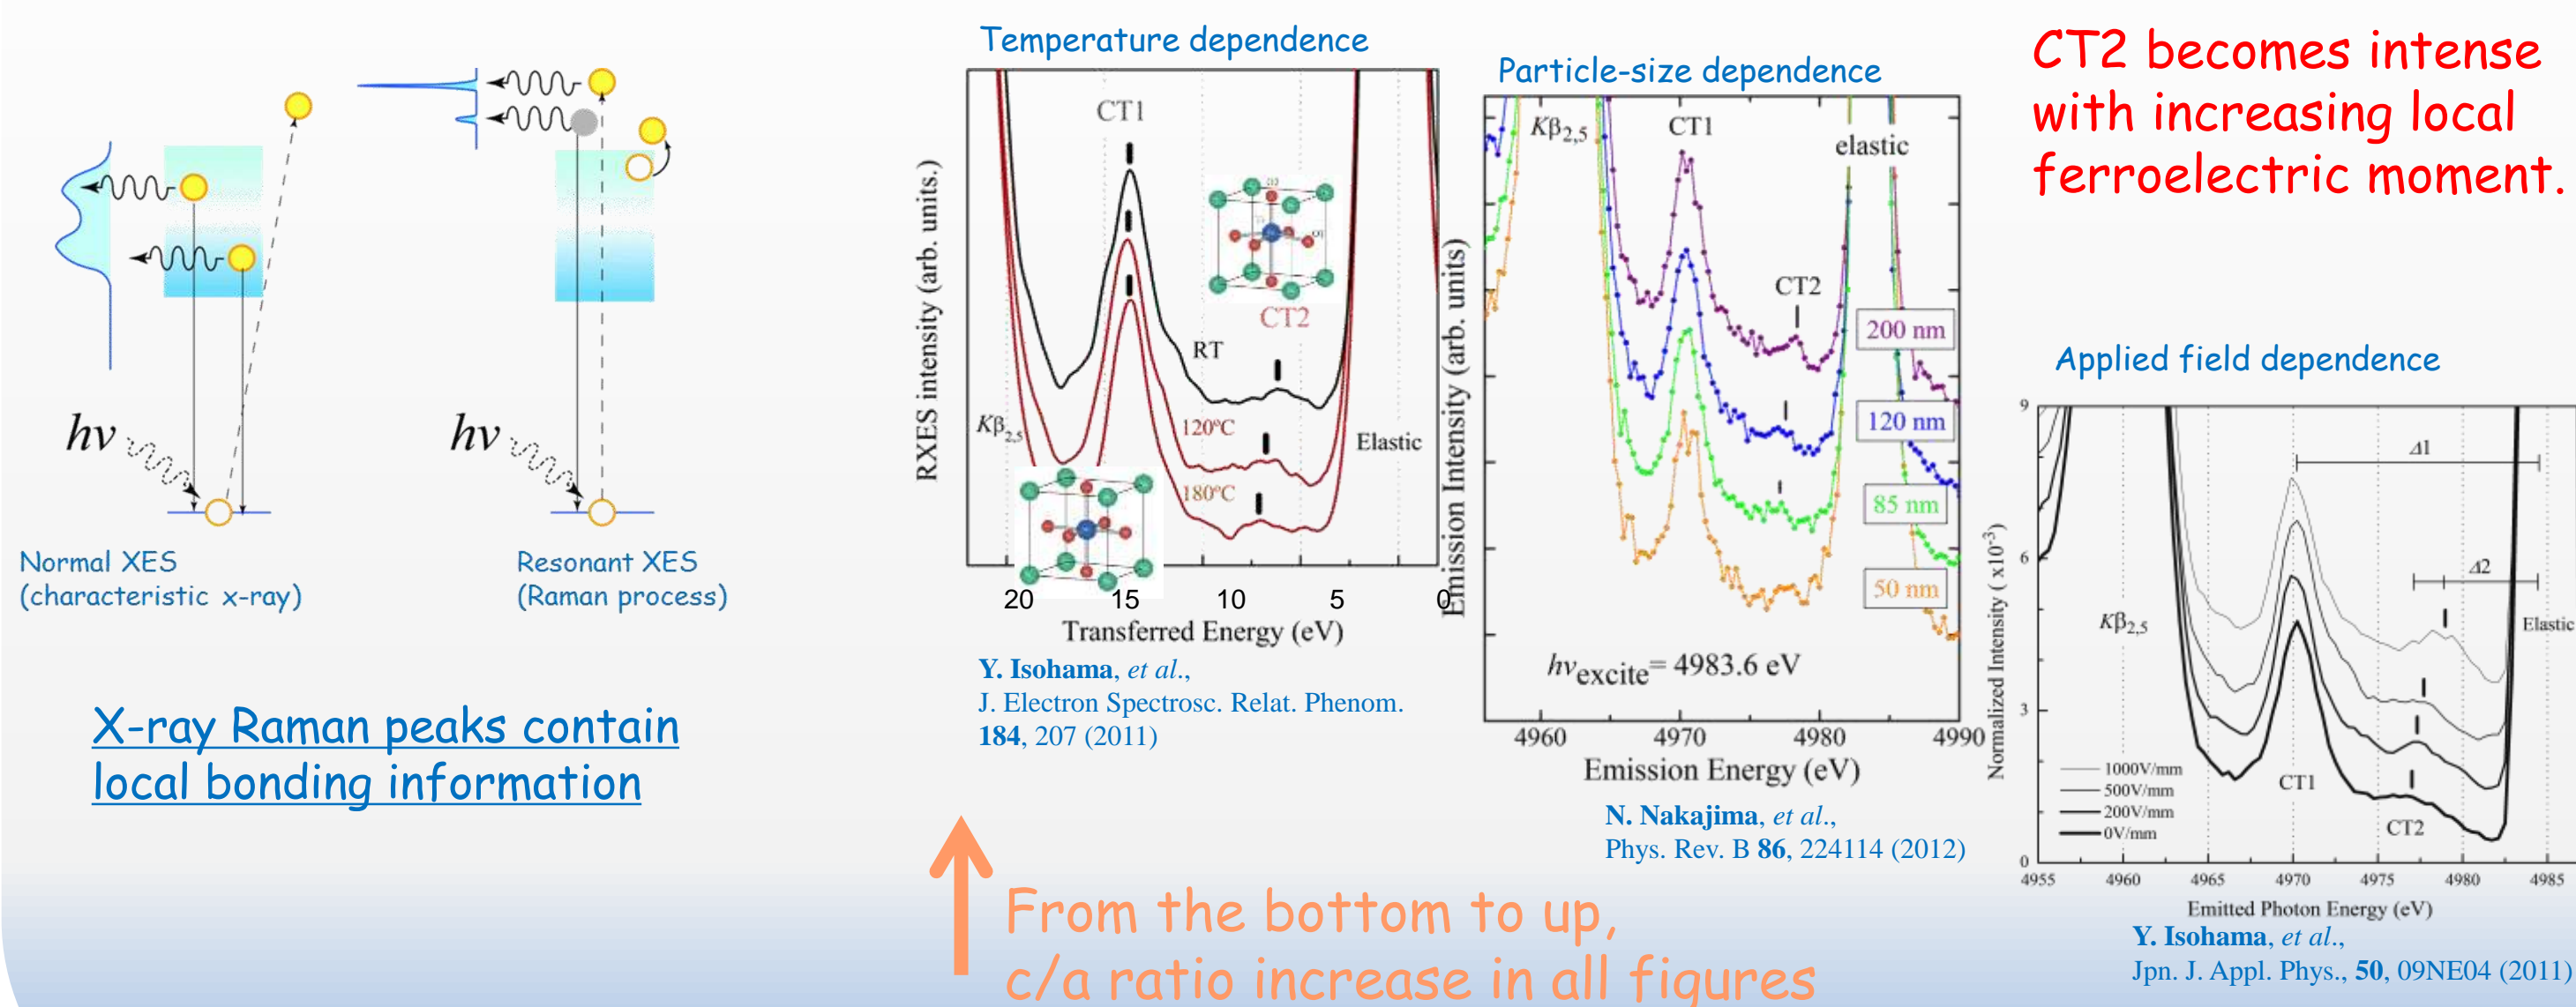 hν
Normal XES
(characteristic x-ray)
hν
Resonant XES
(Raman process)
X-ray Raman peaks contain
local bonding information
Temperature dependence
RXES intensity (arb. units.)
CT1
CT2
RT
Kβ2,5
120°C
Elastic
180°C
20 15 10 5 0
Transferred Energy (eV)
Y. Isohama, et al.,
J. Electron Spectrosc. Relat. Phenom.
184, 207 (2011)
Particle-size dependence
Emission Intensity (arb. units)
Kβ2,5
CT1
elastic
CT2
200 nm
120 nm
85 nm
50 nm
hνexcite= 4983.6 eV
4960 4970 4980 4990
Emission Energy (eV)
N. Nakajima, et al.,
Phys. Rev. B 86, 224114 (2012)
CT2 becomes intense
with increasing local
ferroelectric moment.
Applied field dependence
Normalized Intensity ( x10-3)
9
6
3
0
Δ1
Δ2
Kβ2,5
Elastic
CT1
CT2
1000V/mm
500V/mm
200V/mm
0V/mm
4955 4960 4965 4970 4975 4980 4985
Emitted Photon Energy (eV)
Y. Isohama, et al.,
Jpn. J. Appl. Phys., 50, 09NE04 (2011)
From the bottom to up,
c/a ratio increase in all figures